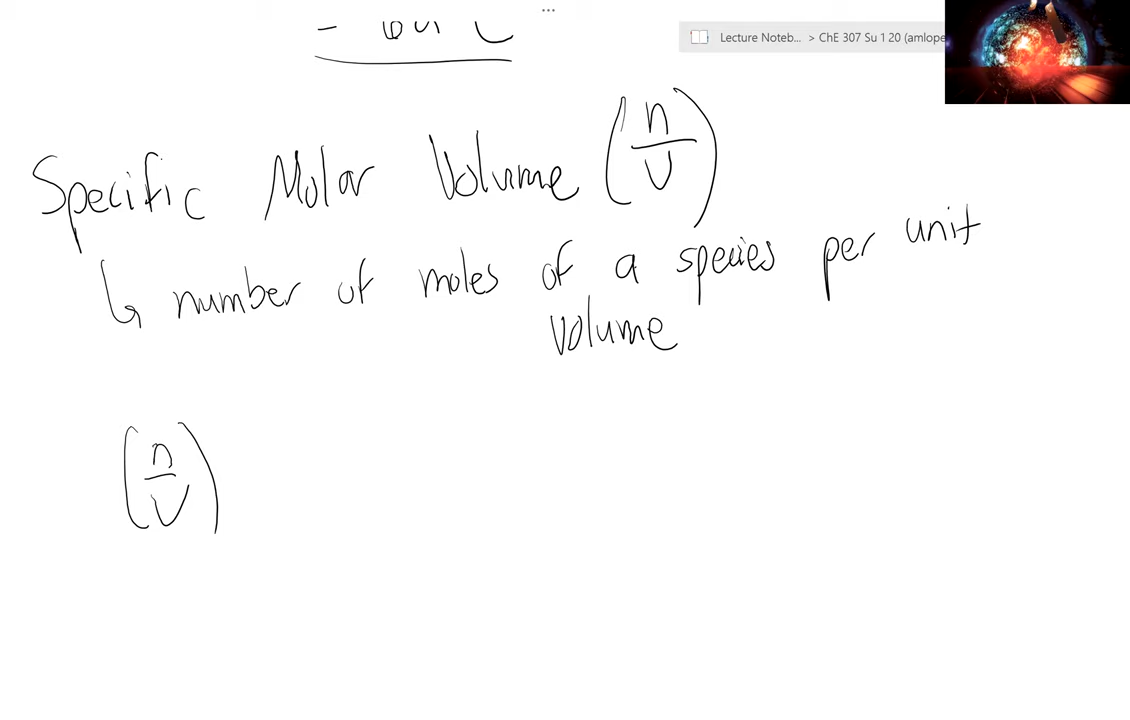 Lecture Noteb... > ChE 307 Su 1 20 (amlope
Specific Molar Volume (n/V)
↳ number of moles of a species per unit
volume
(n/V)